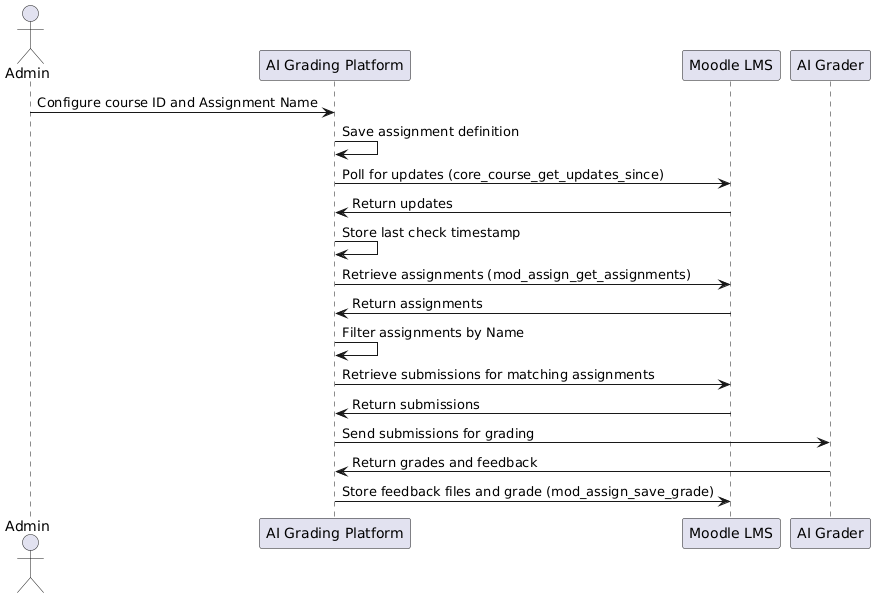 Admin
AI Grading Platform
Moodle LMS
AI Grader
Configure course ID and Assignment Name
Save assignment definition
Poll for updates (core_course_get_updates_since)
Return updates
Store last check timestamp
Retrieve assignments (mod_assign_get_assignments)
Return assignments
Filter assignments by Name
Retrieve submissions for matching assignments
Return submissions
Send submissions for grading
Return grades and feedback
Store feedback files and grade (mod_assign_save_grade)
Admin
AI Grading Platform
Moodle LMS
AI Grader